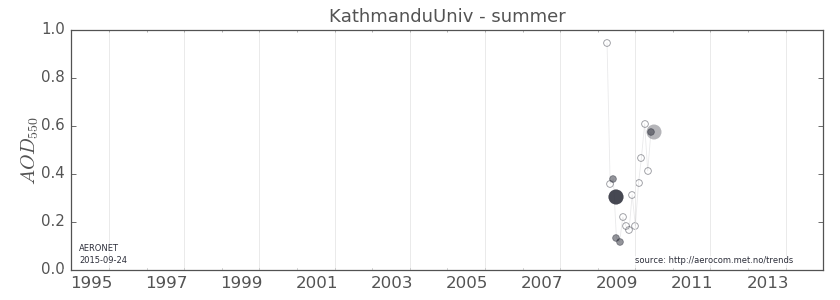 KathmanduUniv - summer
1.0
0.8
0.6
0.4
0.2
0.0
AOD550
AERONET
2015-09-24
source: http://aerocom.met.no/trends
1995 1997 1999 2001 2003 2005 2007 2009 2011 2013